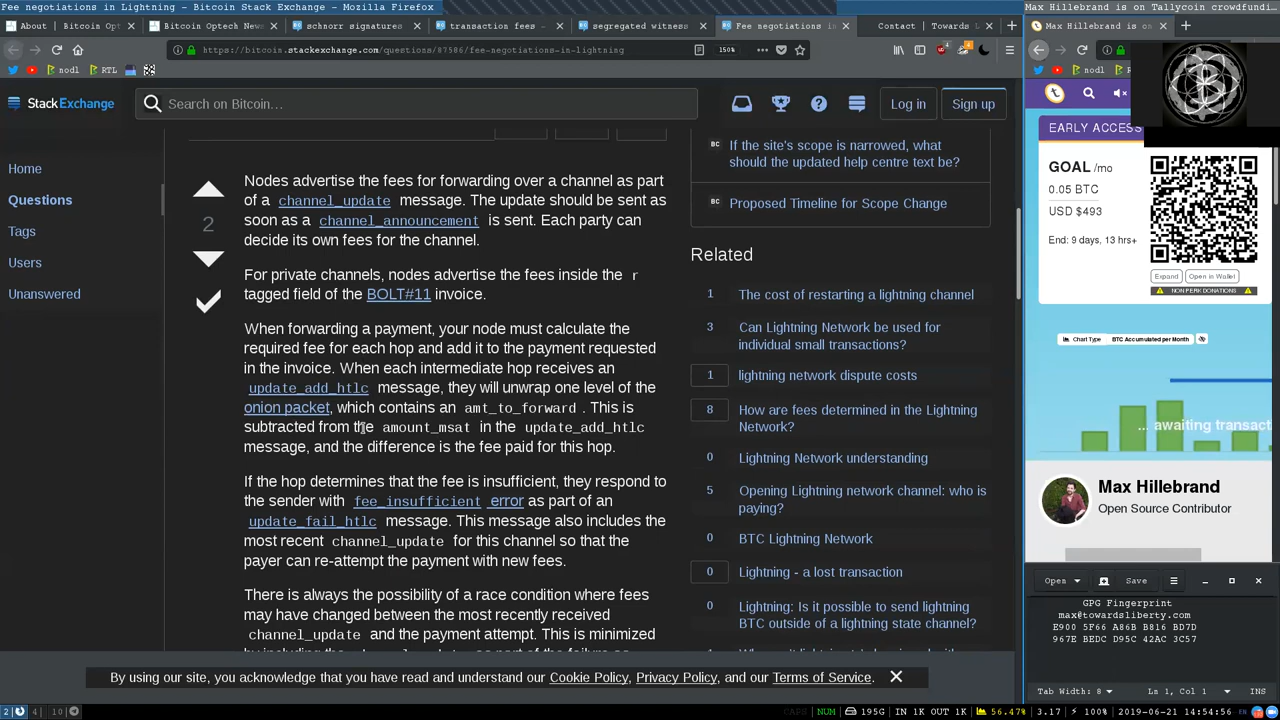 Fee negotiations in Lightning - Bitcoin Stack Exchange - Mozilla Firefox
Max Hillebrand is on Tallycoin crowdfundi
About
Bitcoin Opt
Bitcoin Optech New
schnorr signatures
transaction fees -
segregated witness
Fee negotiations in
Contact | Towards L
Max Hillebrand is on T
https://bitcoin.stackexchange.com/questions/87586/fee-negotiations-in-lightning
150%
nodl
RTL
nodl
StackExchange
Search on Bitcoin…
Log in
Sign up
Home
Questions
Tags
Users
Unanswered
2
Nodes advertise the fees for forwarding over a channel as part
of a channel_update message. The update should be sent as
soon as a channel_announcement is sent. Each party can
decide its own fees for the channel.
For private channels, nodes advertise the fees inside the r
tagged field of the BOLT#11 invoice.
When forwarding a payment, your node must calculate the
required fee for each hop and add it to the payment requested
in the invoice. When each intermediate hop receives an
update_add_htlc message, they will unwrap one level of the
onion packet, which contains an amt_to_forward . This is
subtracted from the amount_msat in the update_add_htlc
message, and the difference is the fee paid for this hop.
If the hop determines that the fee is insufficient, they respond to
the sender with fee_insufficient error as part of an
update_fail_htlc message. This message also includes the
most recent channel_update for this channel so that the
payer can re-attempt the payment with new fees.
There is always the possibility of a race condition where fees
may have changed between the most recently received
channel_update and the payment attempt. This is minimized
BC If the site's scope is narrowed, what
should the updated help centre text be?
BC Proposed Timeline for Scope Change
Related
1 The cost of restarting a lightning channel
3 Can Lightning Network be used for
individual small transactions?
1 lightning network dispute costs
8 How are fees determined in the Lightning
Network?
0 Lightning Network understanding
5 Opening Lightning network channel: who is
paying?
0 BTC Lightning Network
0 Lightning - a lost transaction
0 Lightning: Is it possible to send lightning
BTC outside of a lightning state channel?
By using our site, you acknowledge that you have read and understand our Cookie Policy, Privacy Policy, and our Terms of Service.
EARLY ACCESS
GOAL /mo
0.05 BTC
USD $493
End: 9 days, 13 hrs+
Expand
Open in Wallet
NON PERK DONATIONS
Chart Type
BTC Accumulated per Month
... awaiting transact
Max Hillebrand
Open Source Contributor
Open
Save
GPG Fingerprint
max@towardsliberty.com
E900 5F66 A86B B816 BD7D
967E BEDC D95C 42AC 3C57
Tab Width: 8
Ln 1, Col 1
INS
2
4
10
CAPS NUM
195G
IN 1K OUT 1K
56.47%
3.17
100%
2019-06-21
14:54:56